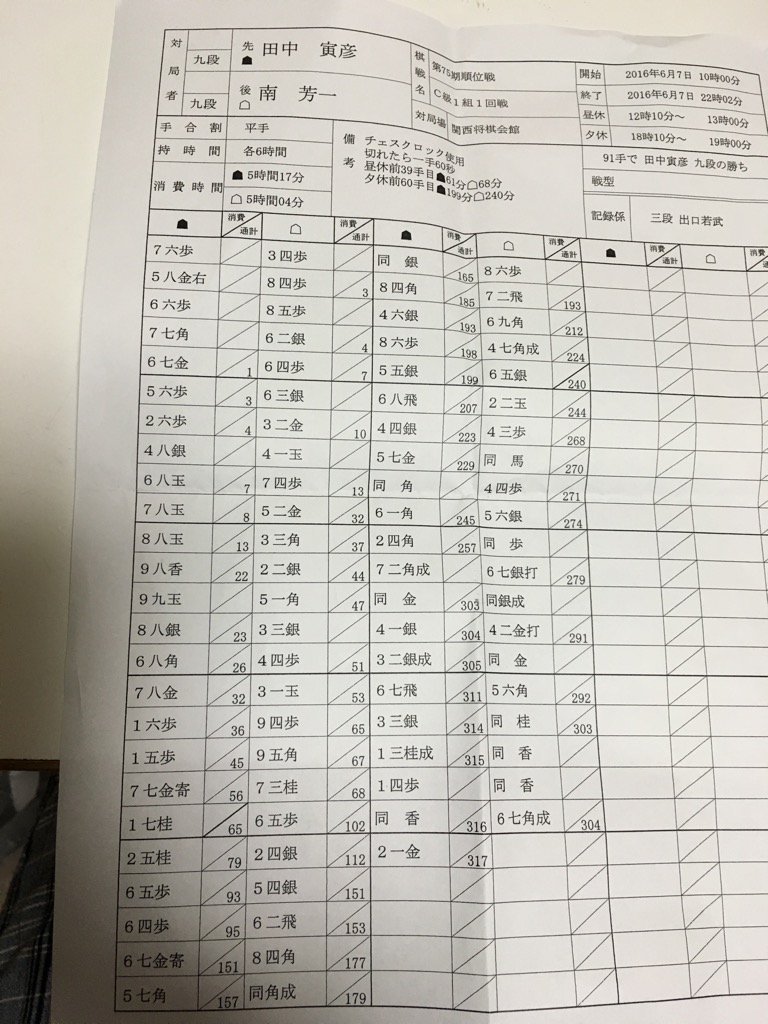 対局者 九段 先 ☗ 田中 寅彦
九段 後 ☖ 南 芳一
棋戦名 第75期順位戦
C級1組1回戦
対局場 関西将棋会館
開始 2016年6月7日 10時00分
終了 2016年6月7日 22時02分
昼休 12時10分~ 13時00分
夕休 18時10分~ 19時00分
手合割 平手
持時間 各6時間
消費時間 ☗ 5時間17分
☖ 5時間04分
備考 チェスクロック使用
切れたら一手60秒
昼休前39手目☗61分☖68分
夕休前60手目☗199分☖240分
91手で 田中寅彦 九段の勝ち
戦型
記録係 三段 出口若武
☗ 消費 通計 ☖ 消費 通計 ☗ 消費 通計 ☖ 消費 通計 ☗ 消費 通計 ☖ 消費 通計
7六歩 3四歩 同 銀 165 8六歩
5八金右 8四歩 3 8四角 185 7二飛 193
6六歩 8五歩 4六銀 193 6九角 212
7七角 6二銀 4 8六歩 198 4七角成 224
6七金 1 6四歩 7 5五銀 199 6五銀 240
5六歩 3 6三銀 6八飛 207 2二玉 244
2六歩 4 3二金 10 4四銀 223 4三歩 268
4八銀 4一玉 5七金 229 同 馬 270
6八玉 7 7四歩 13 同 角 4四歩 271
7八玉 8 5二金 32 6一角 245 5六銀 274
8八玉 13 3三角 37 2四角 257 同 歩
9八香 22 2二銀 44 7二角成 6七銀打 279
9九玉 5一角 47 同 金 303 同銀成
8八銀 23 3三銀 4一銀 304 4二金打 291
6八角 26 4四歩 51 3二銀成 305 同 金
7八金 32 3一玉 53 6七飛 311 5六角 292
1六歩 36 9四歩 65 3三銀 314 同 桂 303
1五歩 45 9五角 67 1三桂成 315 同 香
7七金寄 56 7三桂 68 1四歩 同 香
1七桂 65 6五歩 102 同 香 316 6七角成 304
2五桂 79 2四銀 112 2一金 317
6五歩 93 5四銀 151
6四歩 95 6二飛 153
6七金寄 151 8四角 177
5七角 157 同角成 179